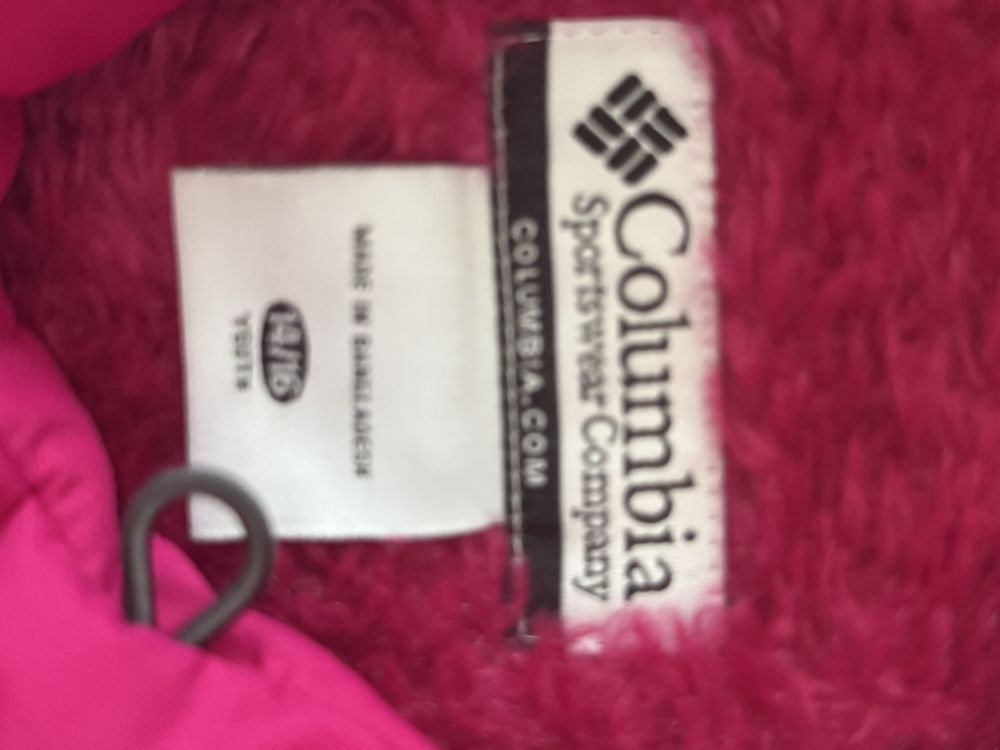 Columbia
Sportswear Company
COLUMBIA.COM
MADE IN BANGLADESH
14/16
YOUTH